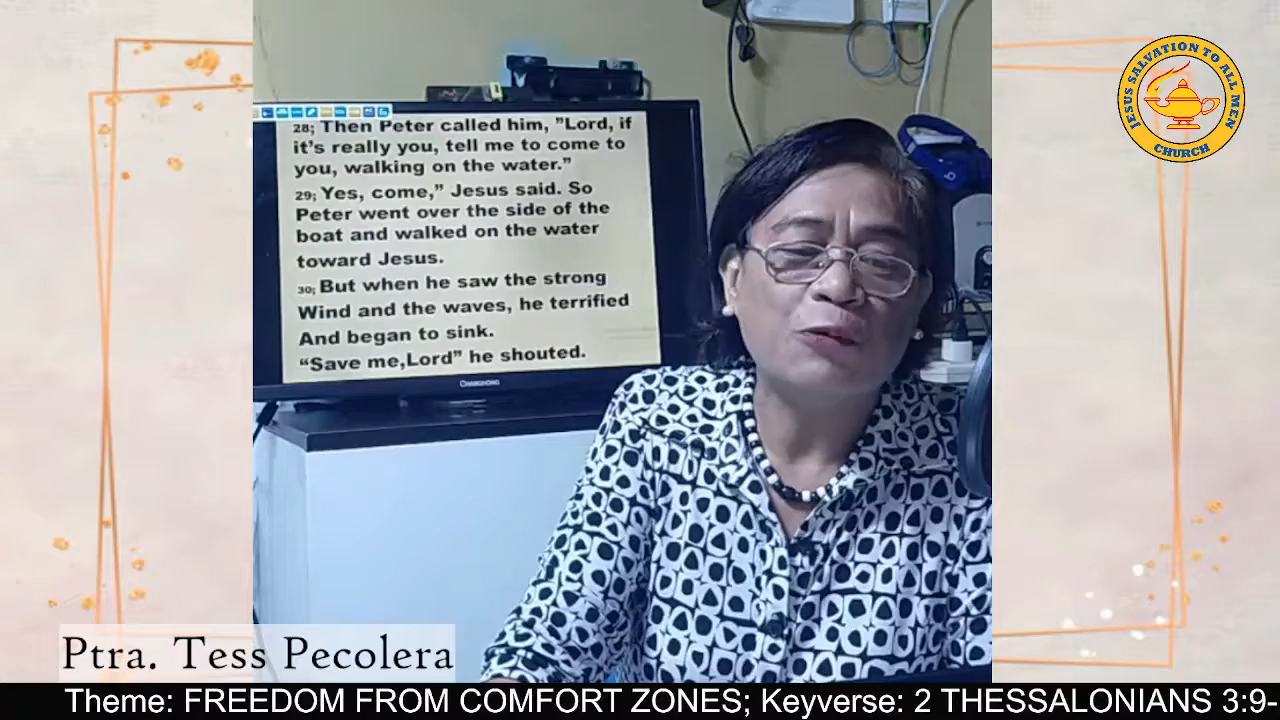 28; Then Peter called him, "Lord, if
it's really you, tell me to come to
you, walking on the water."
29; Yes, come," Jesus said. So
Peter went over the side of the
boat and walked on the water
toward Jesus.
30; But when he saw the strong
Wind and the waves, he terrified
And began to sink.
"Save me,Lord" he shouted.
CHANGHONG
JESUS SALVATION TO ALL MEN
CHURCH
Ptra. Tess Pecolera
Theme: FREEDOM FROM COMFORT ZONES; Keyverse: 2 THESSALONIANS 3:9-